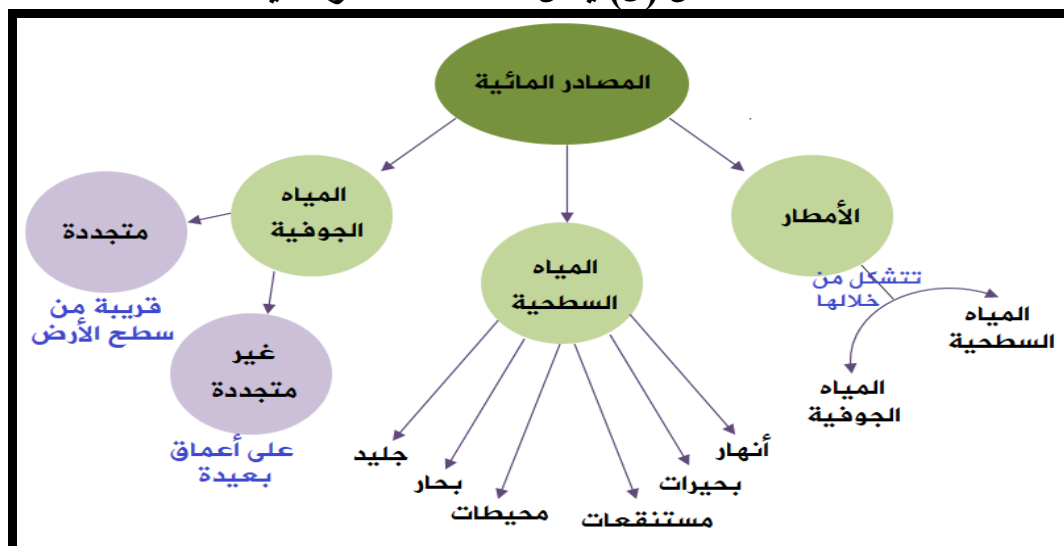 المصادر المائية
الأمطار
تتشكل من
خلالها
المياه
السطحية
المياه
الجوفية
المياه
السطحية
أنهار
بحيرات
مستنقعات
محيطات
بحار
جليد
المياه
الجوفية
متجددة
قريبة من
سطح الأرض
غير
متجددة
على أعماق
بعيدة